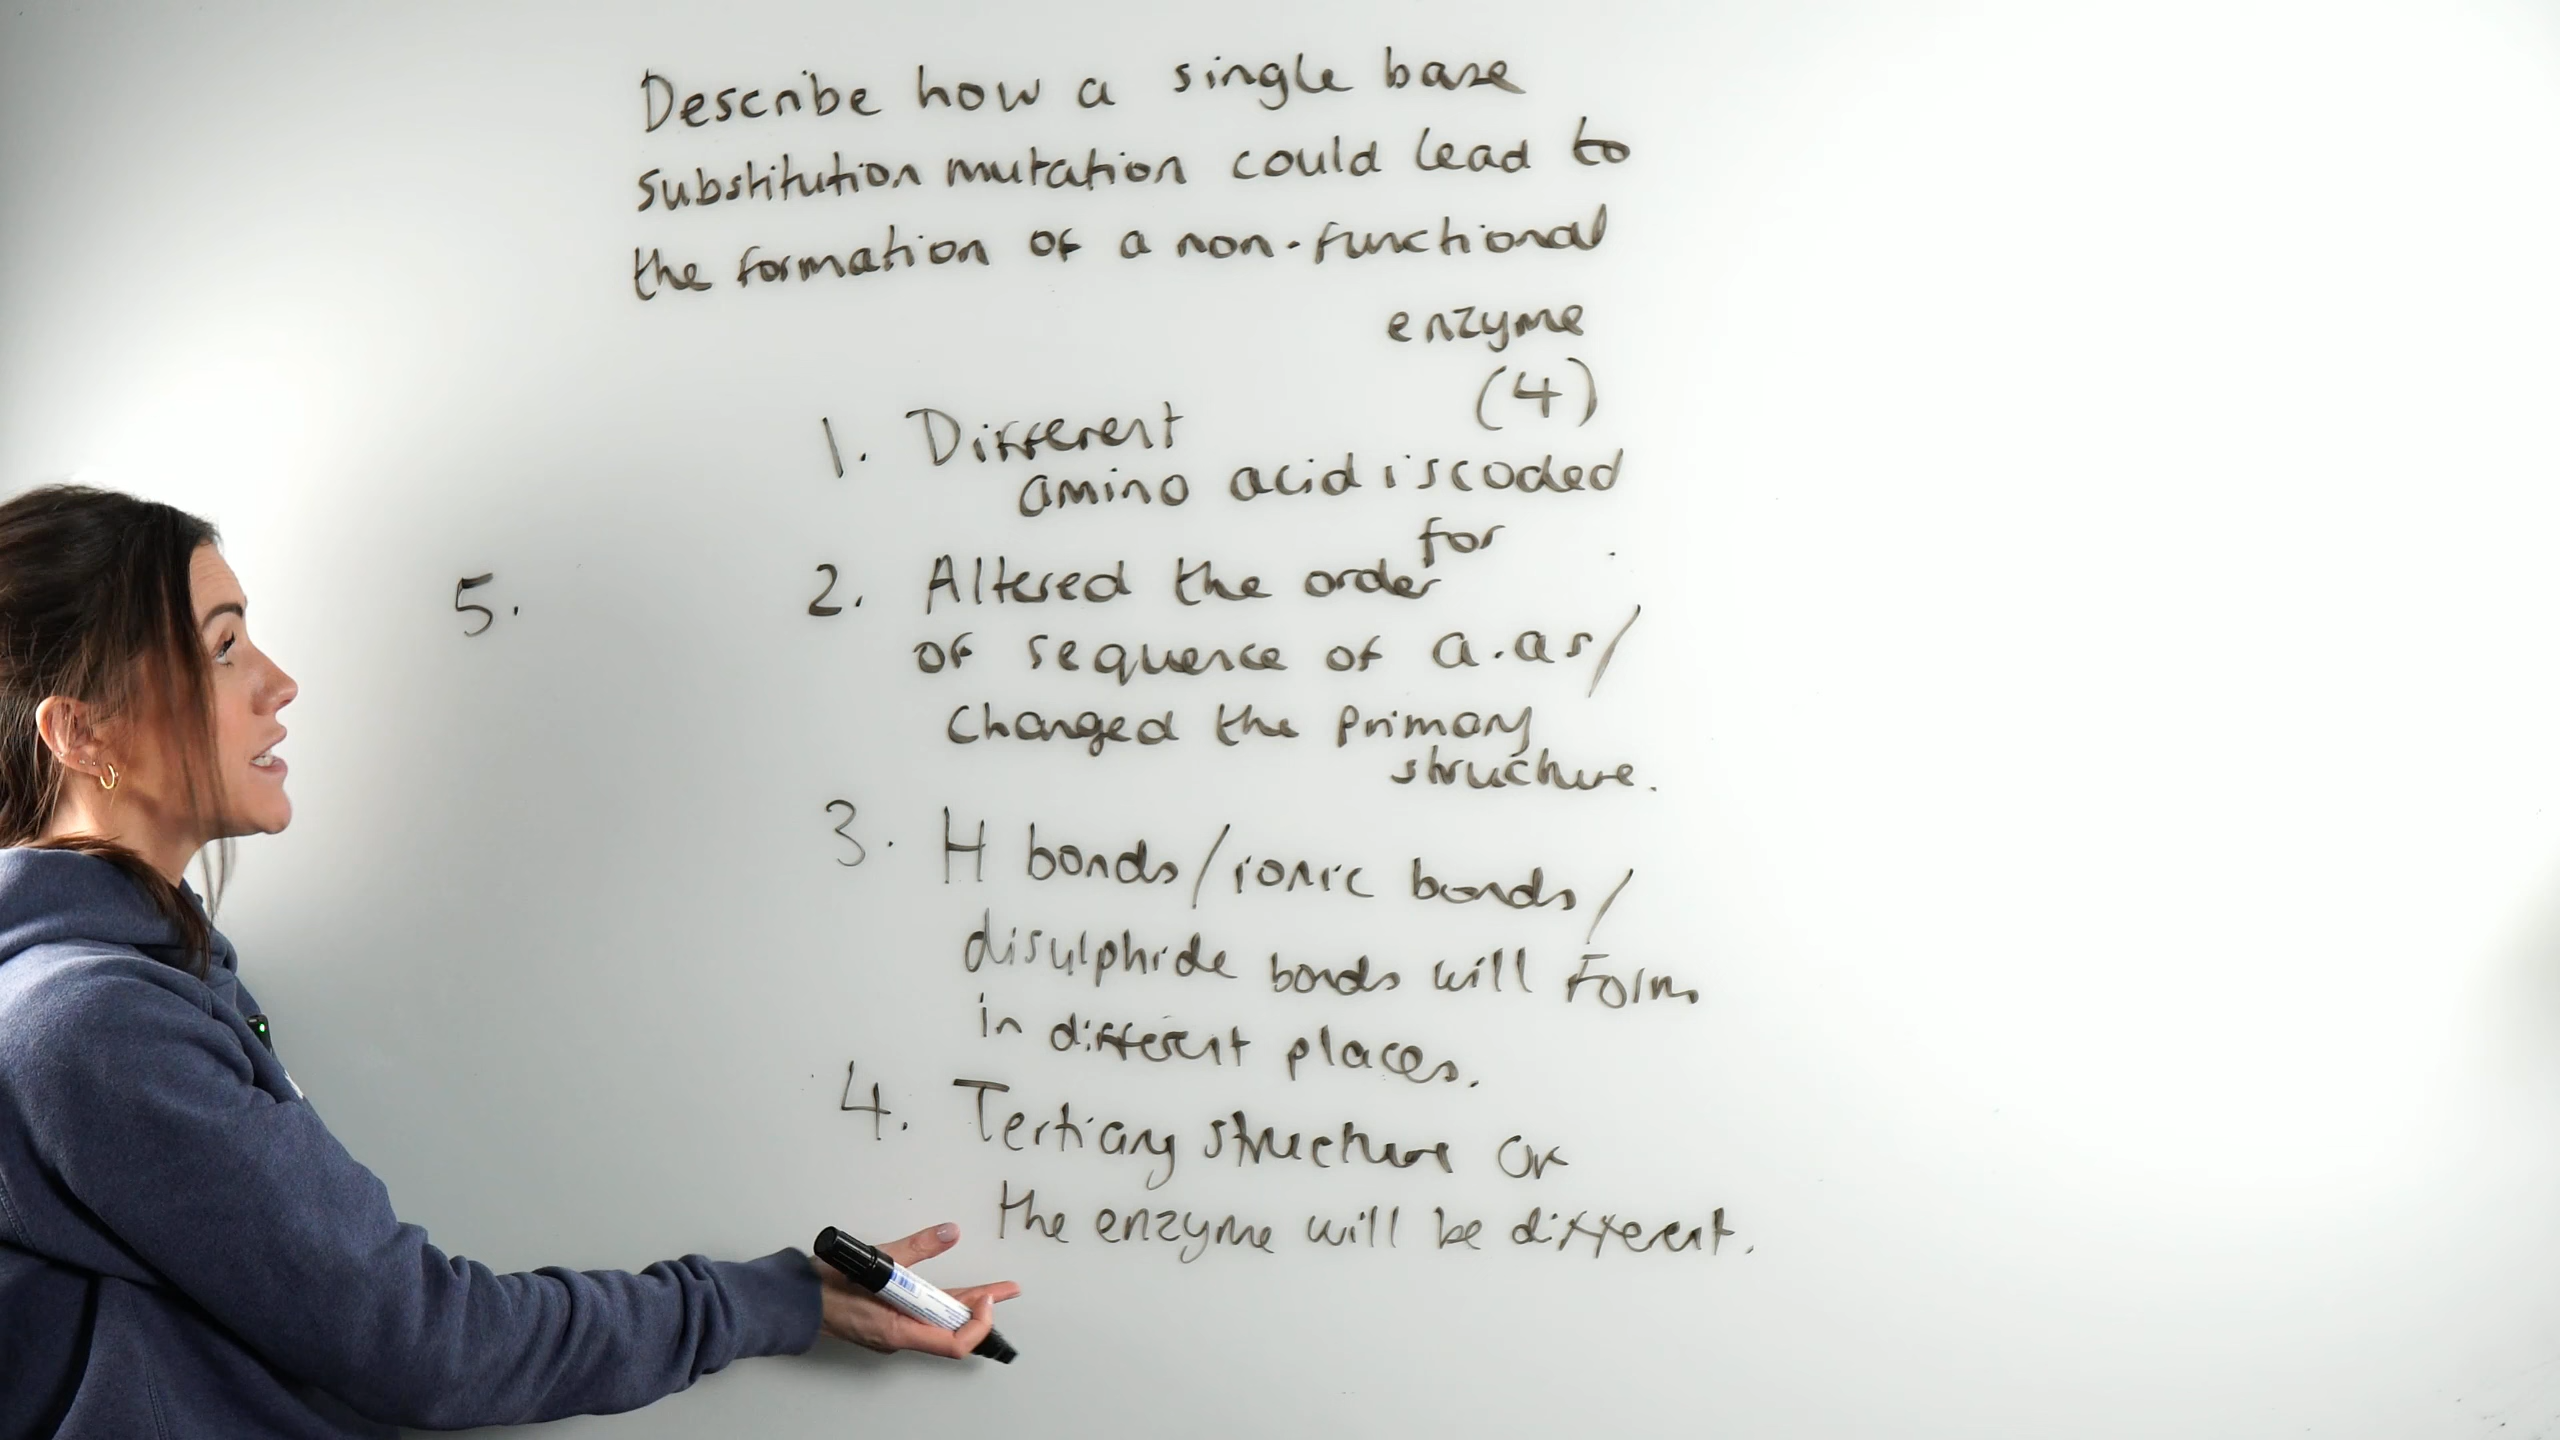 Describe how a single base
substitution mutation could lead to
the formation of a non-functional
enzyme
(4)
1. Different
amino acid is coded
for
2. Altered the order
of sequence of a.as/
changed the primary
structure.
3. H bonds/ionic bonds/
disulphide bonds will form
in different places.
4. Tertiary structure of
the enzyme will be different.
5.